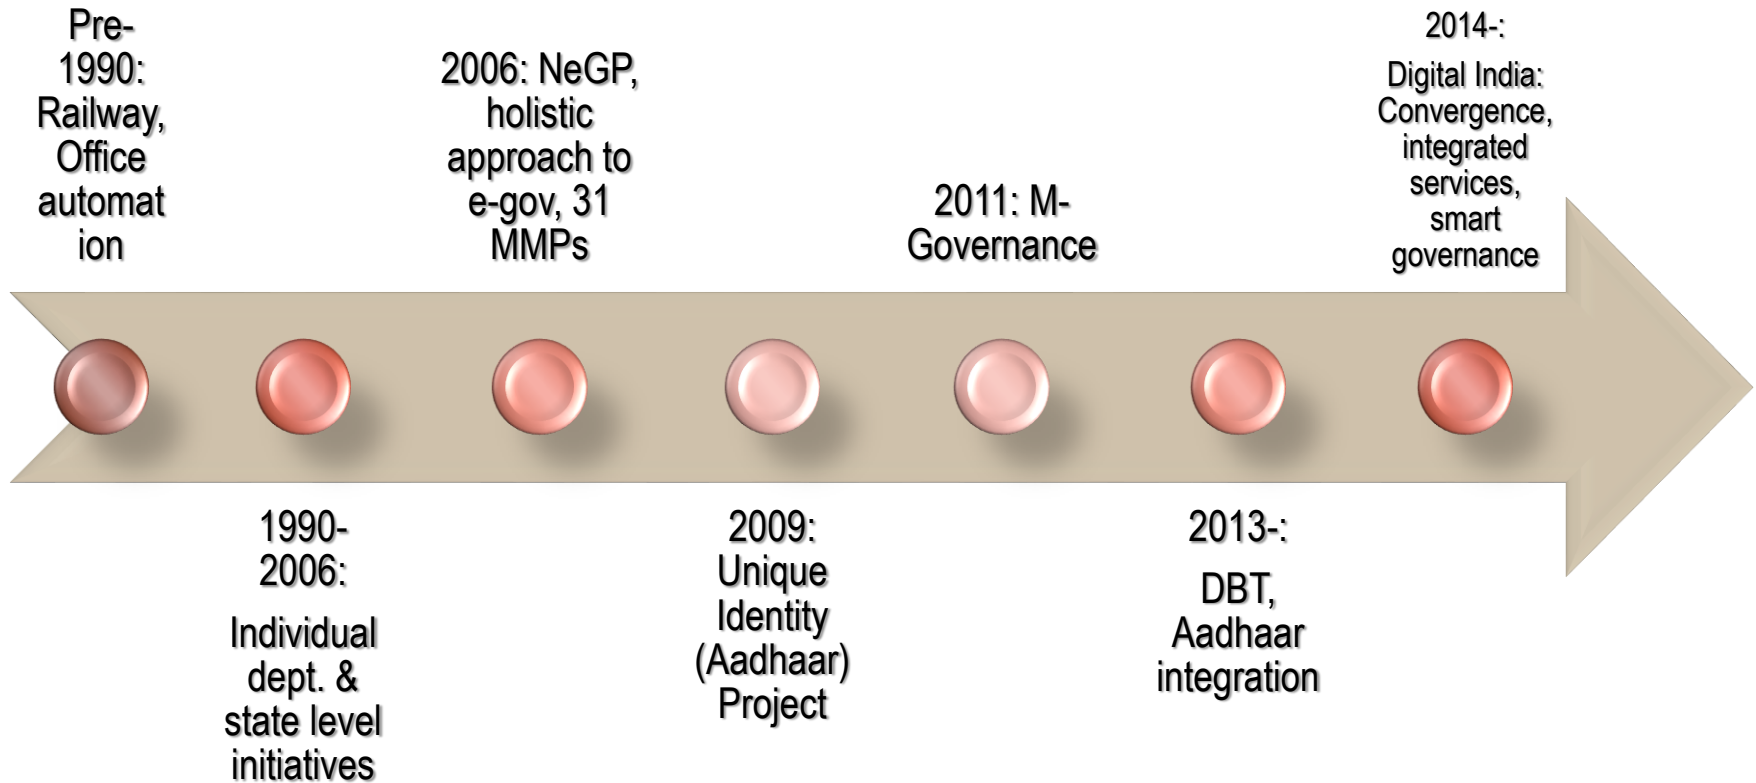 Pre-
1990:
Railway,
Office
automat
ion
1990-
2006:
Individual
dept. &
state level
initiatives
2006: NeGP,
holistic
approach to
e-gov, 31
MMPs
2009:
Unique
Identity
(Aadhaar)
Project
2011: M-
Governance
2013-:
DBT,
Aadhaar
integration
2014-:
Digital India:
Convergence,
integrated
services,
smart
governance